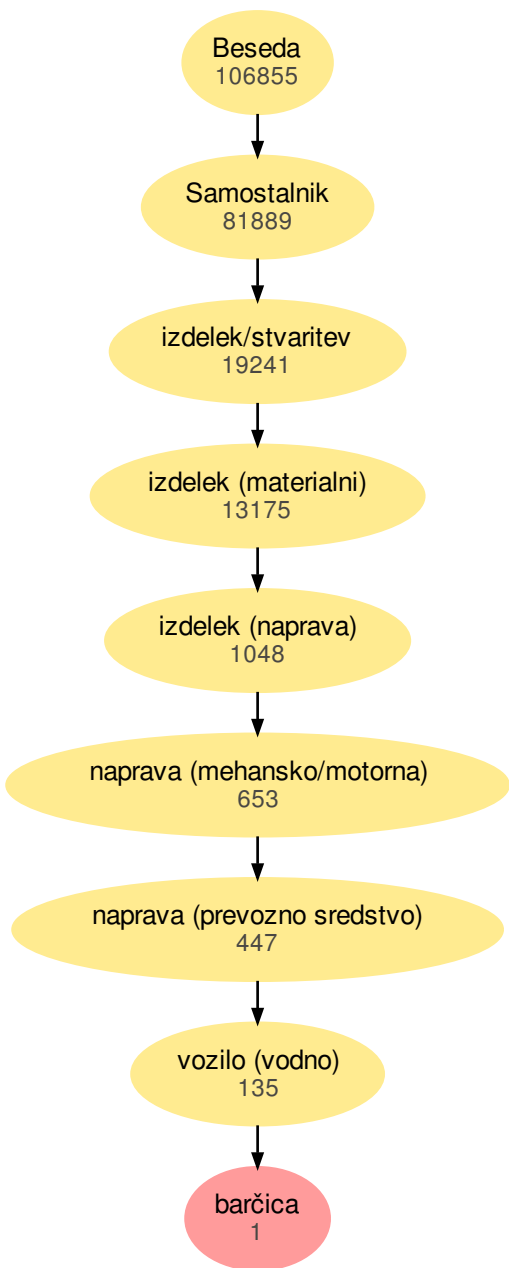 Beseda
106855
Samostalnik
81889
izdelek/stvaritev
19241
izdelek (materialni)
13175
izdelek (naprava)
1048
naprava (mehansko/motorna)
653
naprava (prevozno sredstvo)
447
vozilo (vodno)
135
barčica
1